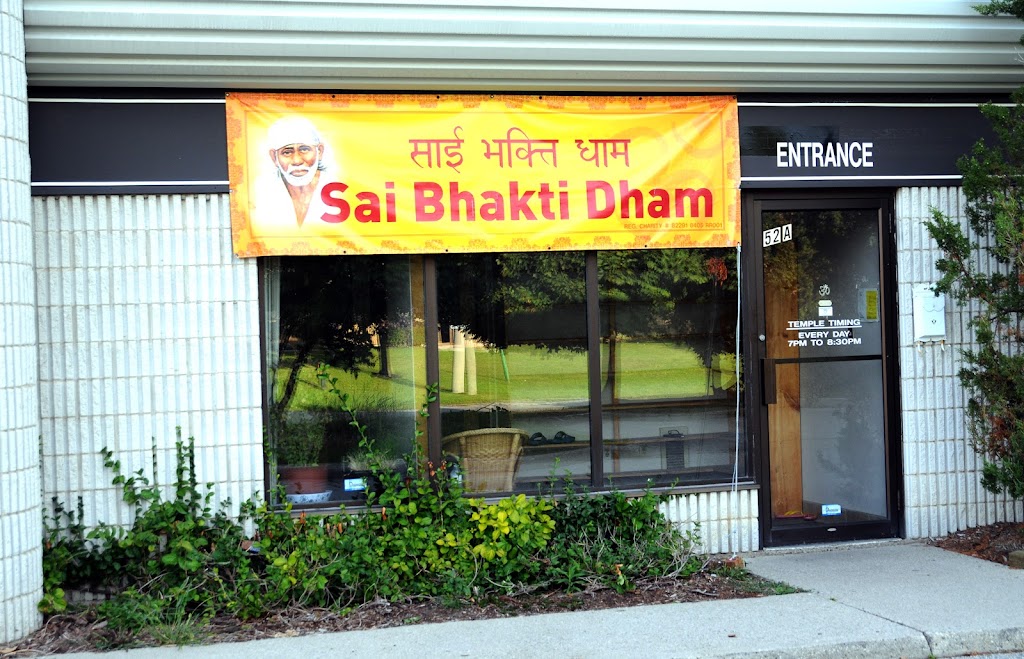 साई भक्ति धाम
Sai Bhakti Dham
ENTRANCE
52A
ॐ
TEMPLE TIMING
EVERY DAY
7PM TO 8:30PM